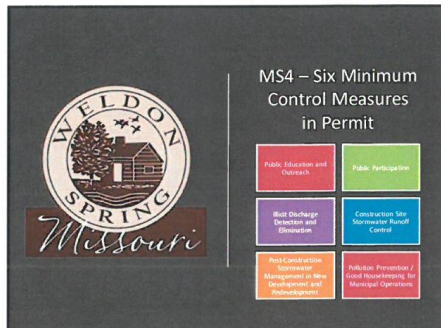 WELDON
SPRING
Missouri
MS4 – Six Minimum
Control Measures
in Permit
Public Education and
Outreach
Public Participation
Illicit Discharge
Detection and
Elimination
Construction Site
Stormwater Runoff
Control
Post-Construction
Stormwater
Management in New
Development and
Redevelopment
Pollution Prevention /
Good Housekeeping for
Municipal Operations